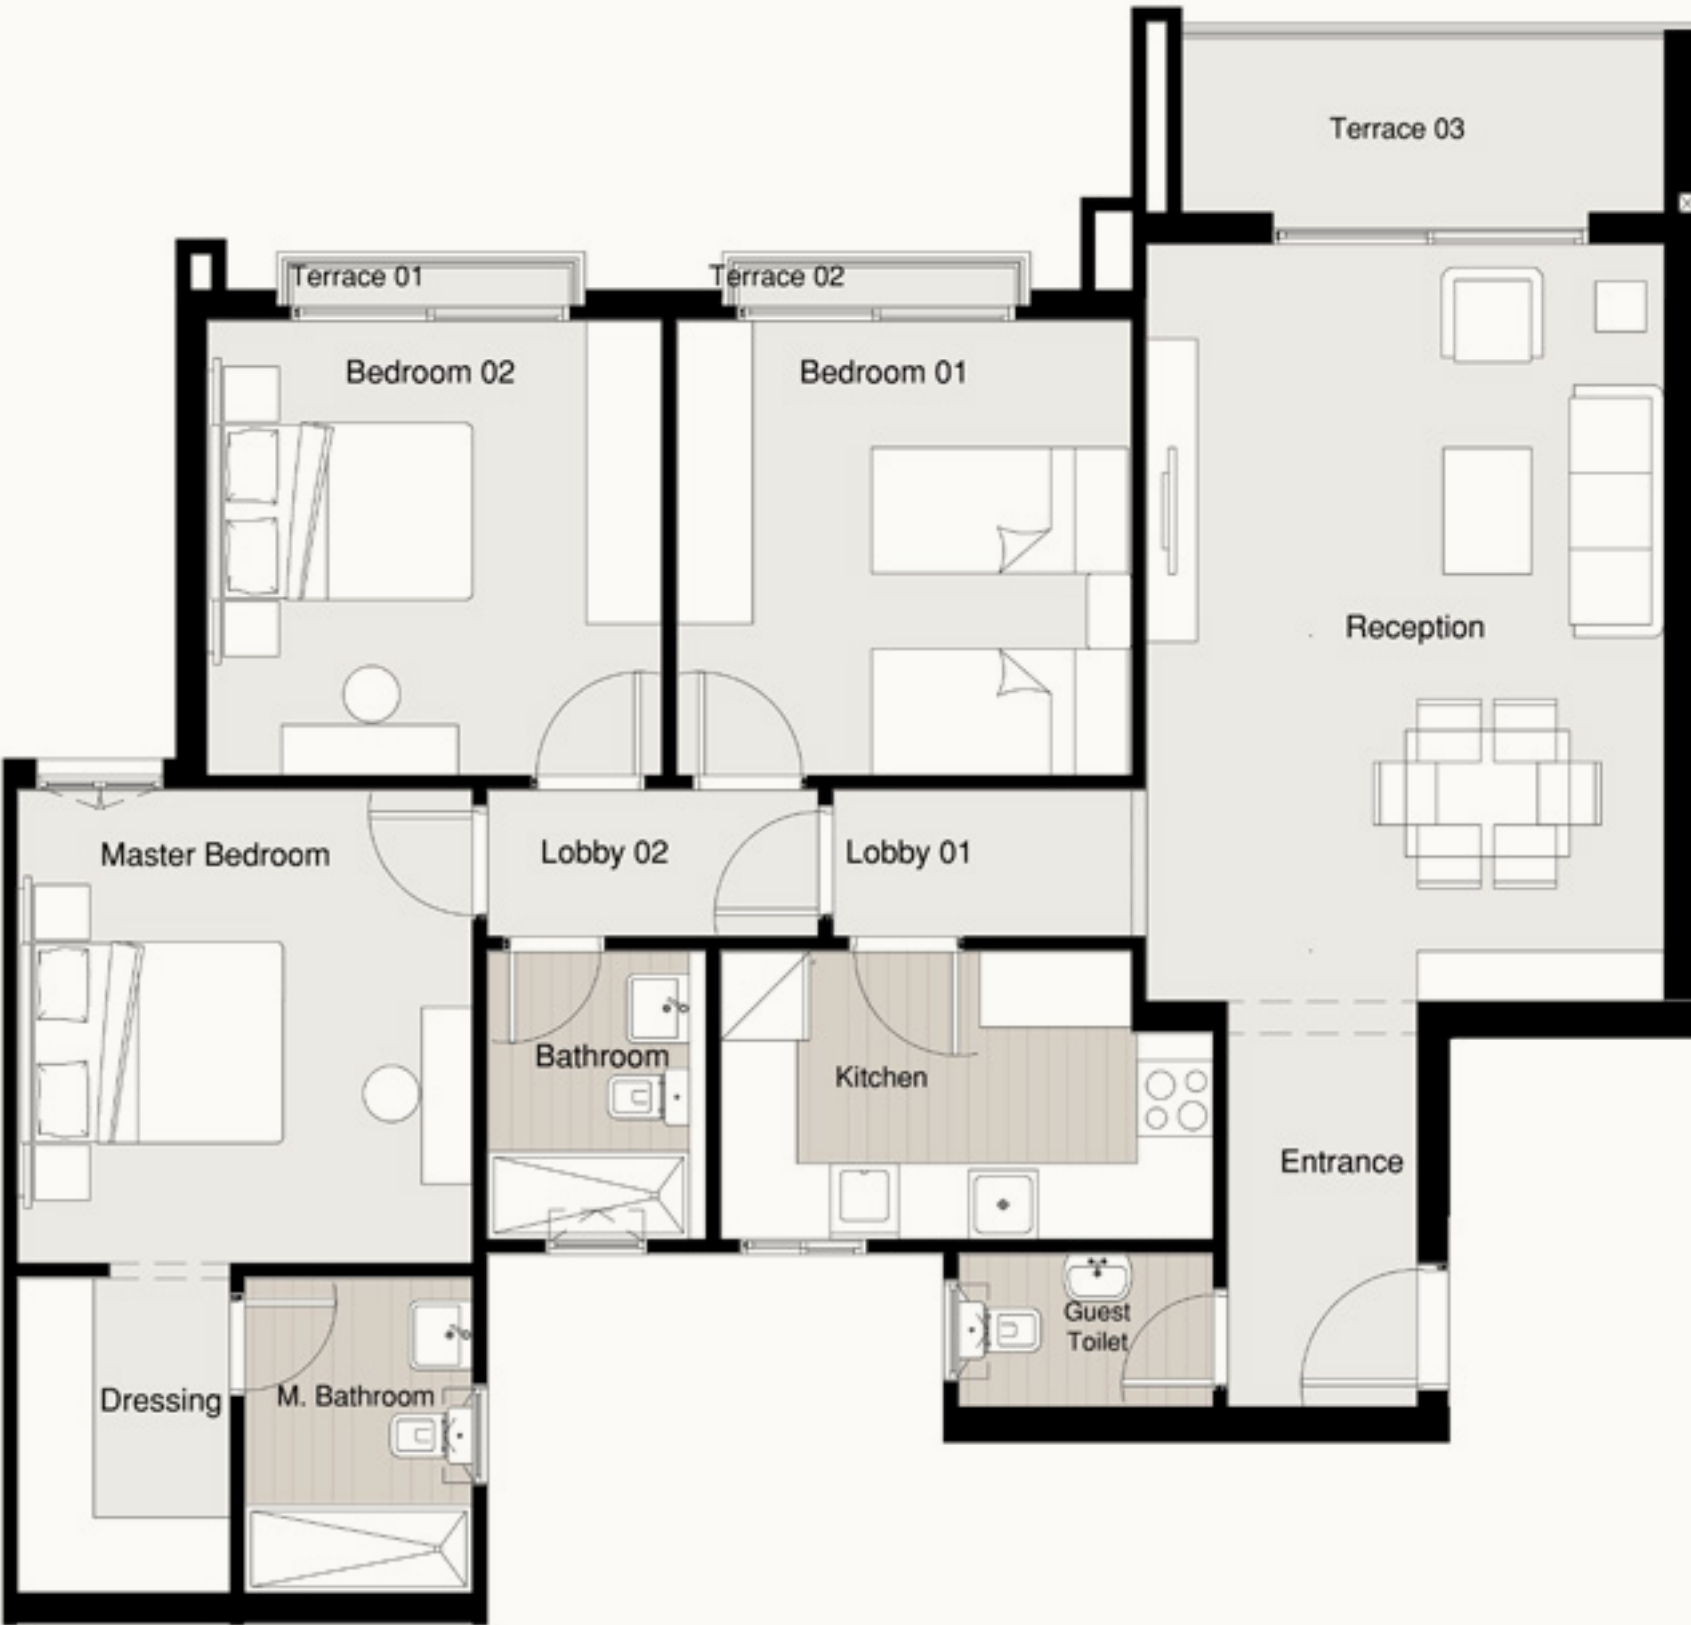 Terrace 03
Terrace 01
Terrace 02
Bedroom 02
Bedroom 01
Reception
Master Bedroom
Lobby 02
Lobby 01
Bathroom
Kitchen
Entrance
Guest
Toilet
Dressing
M. Bathroom